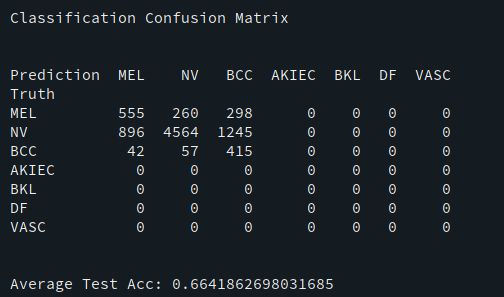 Classification Confusion Matrix
Prediction MEL NV BCC AKIEC BKL DF VASC
Truth
MEL 555 260 298 0 0 0 0
NV 896 4564 1245 0 0 0 0
BCC 42 57 415 0 0 0 0
AKIEC 0 0 0 0 0 0 0
BKL 0 0 0 0 0 0 0
DF 0 0 0 0 0 0 0
VASC 0 0 0 0 0 0 0
Average Test Acc: 0.6641862698031685